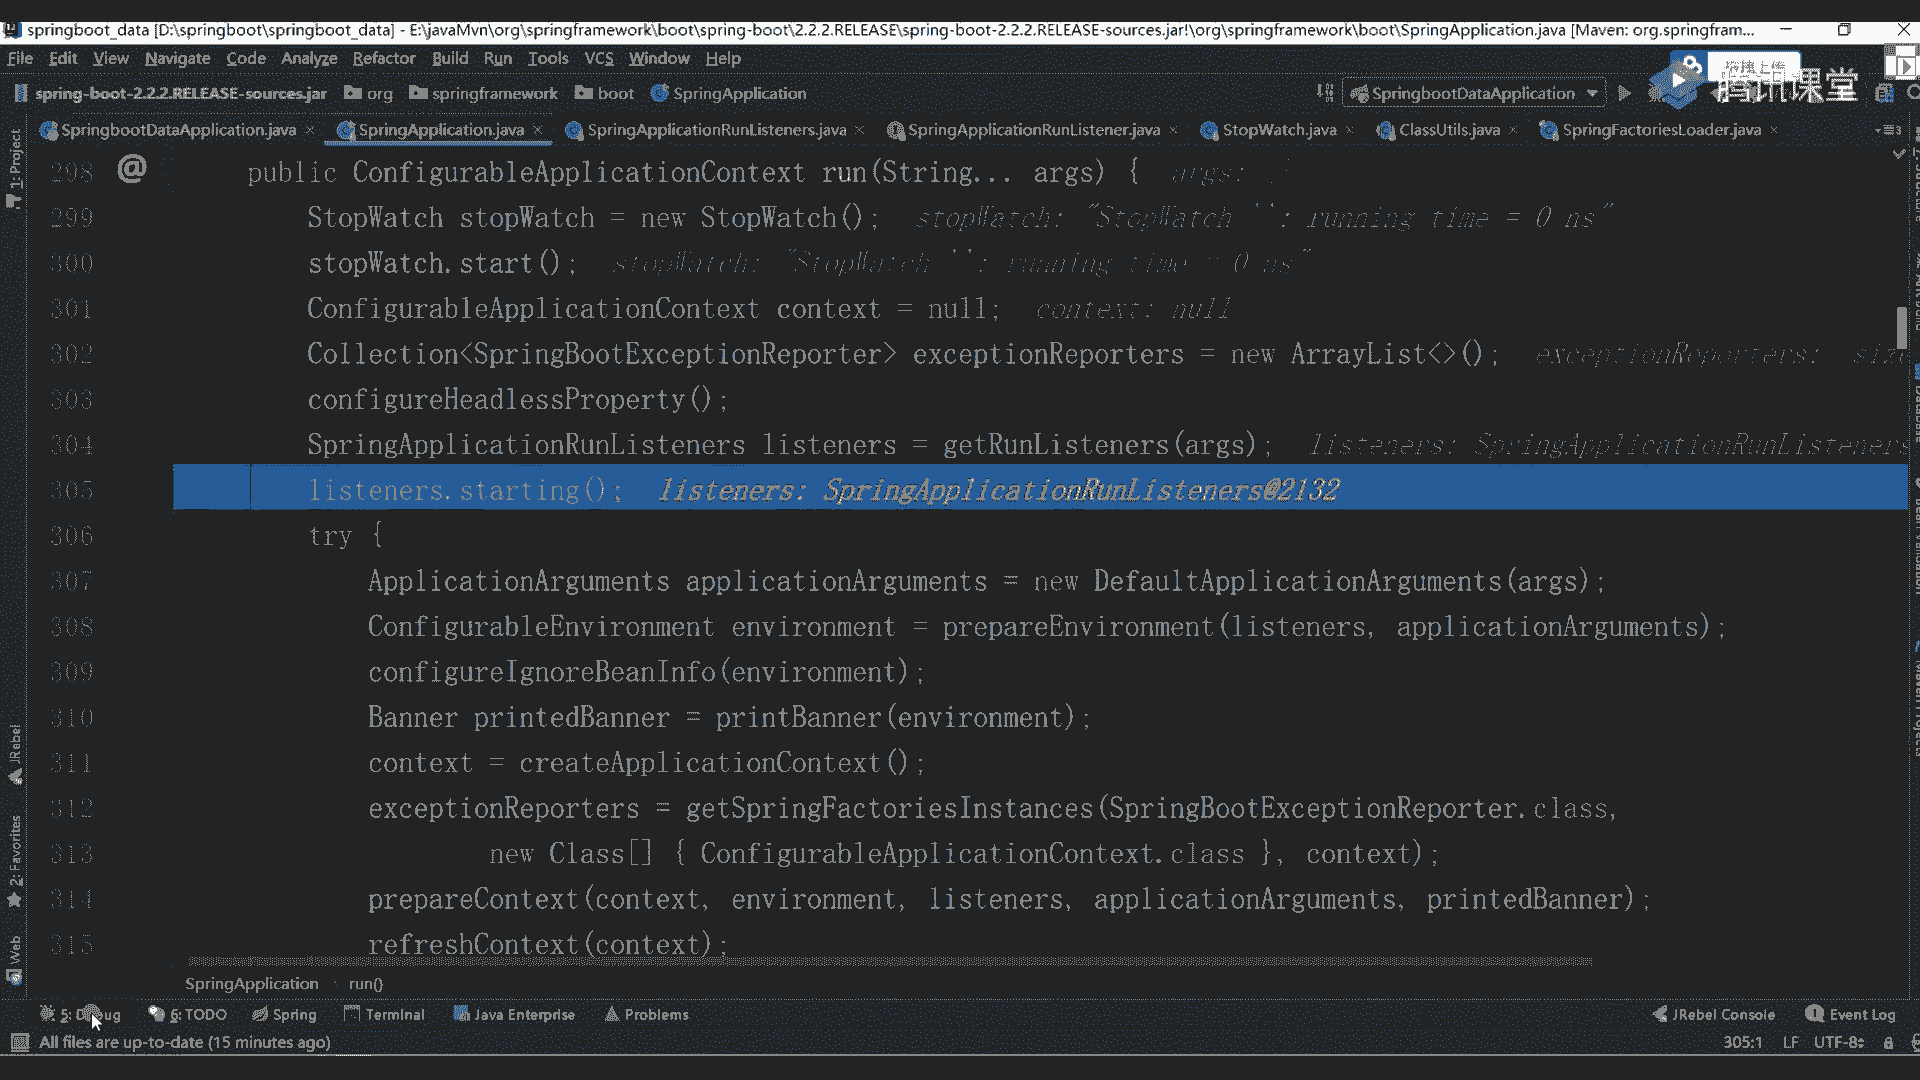 springboot_data [D:\springboot\springboot_data] - E:\javaMvn\org\springframework\boot\spring-boot\2.2.2.RELEASE\spring-boot-2.2.2.RELEASE-sources.jar!\org\springframework\boot\SpringApplication.java [Maven: org.springfram...
File Edit View Navigate Code Analyze Refactor Build Run Tools VCS Window Help
spring-boot-2.2.2.RELEASE-sources.jar org springframework boot SpringApplication SpringbootDataApplication
腾讯课堂
SpringbootDataApplication.java SpringApplication.java SpringApplicationRunListeners.java SpringApplicationRunListener.java StopWatch.java ClassUtils.java SpringFactoriesLoader.java
1: Project
298 @ public ConfigurableApplicationContext run(String... args) { args:
299 StopWatch stopWatch = new StopWatch(); stopWatch: "StopWatch '': running time = 0 ns"
300 stopWatch.start(); stopWatch: "StopWatch '': running time = 0 ns"
301 ConfigurableApplicationContext context = null; context: null
302 Collection<SpringBootExceptionReporter> exceptionReporters = new ArrayList<>(); exceptionReporters: size
303 configureHeadlessProperty();
304 SpringApplicationRunListeners listeners = getRunListeners(args); listeners: SpringApplicationRunListeners
305 listeners.starting(); listeners: SpringApplicationRunListeners@2132
306 try {
307 ApplicationArguments applicationArguments = new DefaultApplicationArguments(args);
308 ConfigurableEnvironment environment = prepareEnvironment(listeners, applicationArguments);
309 configureIgnoreBeanInfo(environment);
310 Banner printedBanner = printBanner(environment);
311 context = createApplicationContext();
312 exceptionReporters = getSpringFactoriesInstances(SpringBootExceptionReporter.class,
313 new Class[] { ConfigurableApplicationContext.class }, context);
314 prepareContext(context, environment, listeners, applicationArguments, printedBanner);
315 refreshContext(context);
JRebel
2: Favorites
Web
SpringApplication run()
5: Debug 6: TODO Spring Terminal Java Enterprise Problems JRebel Console Event Log
All files are up-to-date (15 minutes ago) 305:1 LF UTF-8